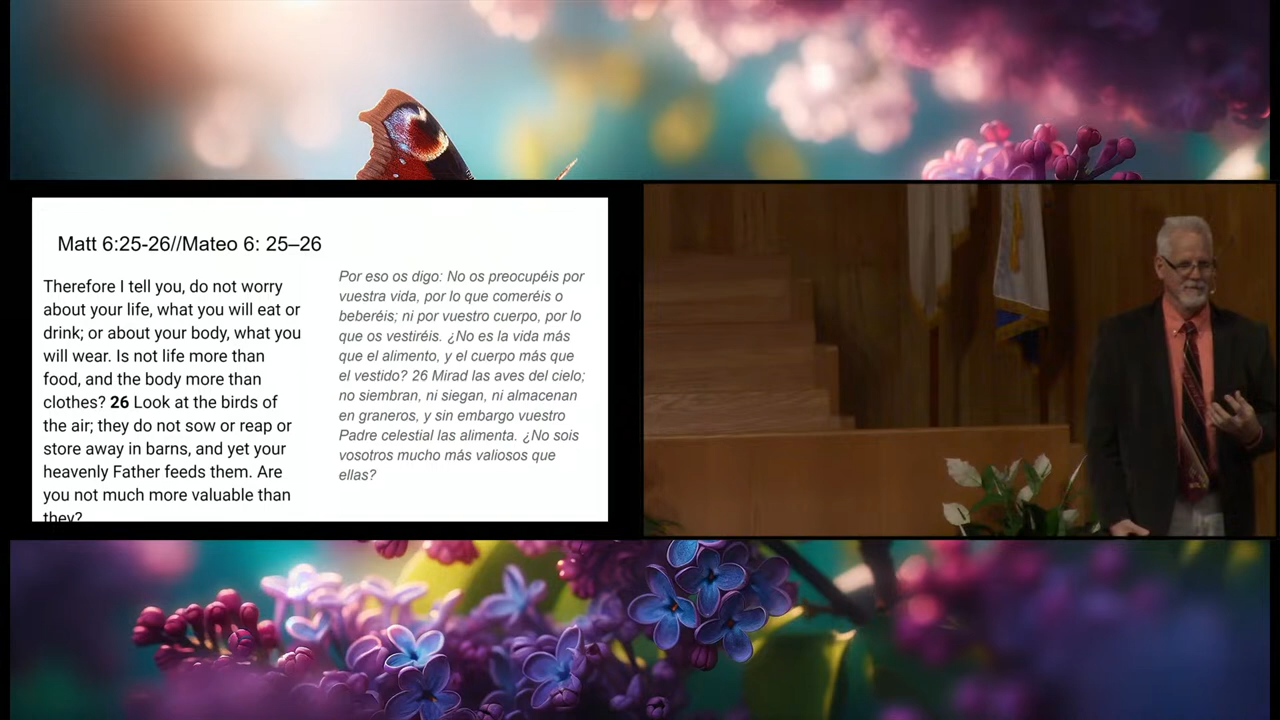 Matt 6:25-26//Mateo 6: 25–26
Therefore I tell you, do not worry
about your life, what you will eat or
drink; or about your body, what you
will wear. Is not life more than
food, and the body more than
clothes? 26 Look at the birds of
the air; they do not sow or reap or
store away in barns, and yet your
heavenly Father feeds them. Are
you not much more valuable than
they?
Por eso os digo: No os preocupéis por
vuestra vida, por lo que comeréis o
beberéis; ni por vuestro cuerpo, por lo
que os vestiréis. ¿No es la vida más
que el alimento, y el cuerpo más que
el vestido? 26 Mirad las aves del cielo;
no siembran, ni siegan, ni almacenan
en graneros, y sin embargo vuestro
Padre celestial las alimenta. ¿No sois
vosotros mucho más valiosos que
ellas?